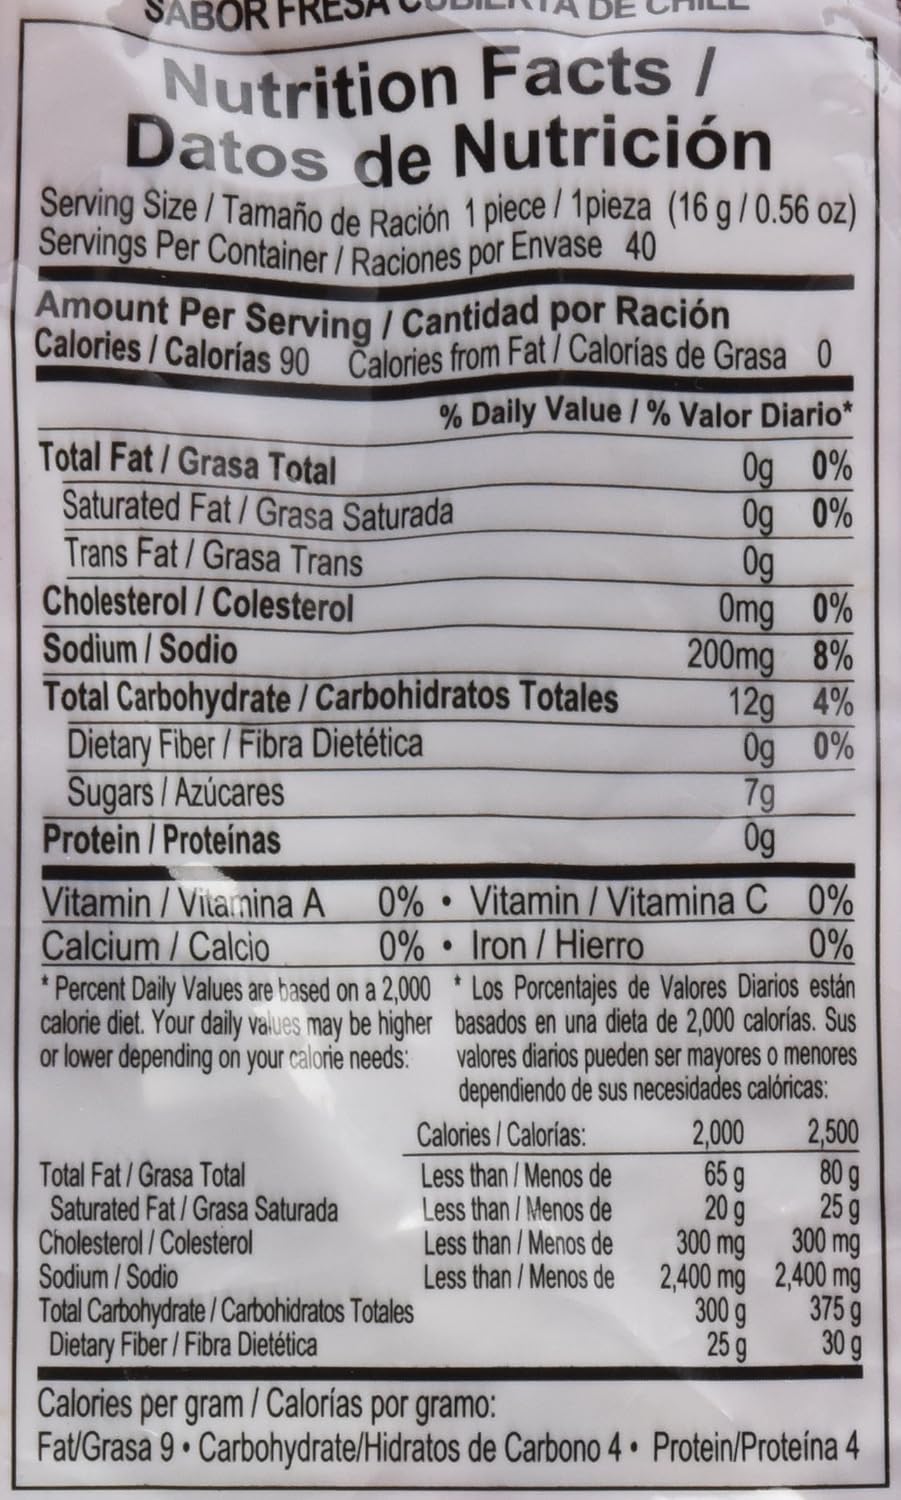 SABOR FRESA CUBIERTA DE CHILE
Nutrition Facts /
Datos de Nutrición
Serving Size / Tamaño de Ración 1 piece / 1pieza (16 g / 0.56 oz)
Servings Per Container / Raciones por Envase 40
Amount Per Serving / Cantidad por Ración
Calories / Calorías 90 Calories from Fat / Calorías de Grasa 0
% Daily Value / % Valor Diario*
Total Fat / Grasa Total 0g 0%
Saturated Fat / Grasa Saturada 0g 0%
Trans Fat / Grasa Trans 0g
Cholesterol / Colesterol 0mg 0%
Sodium / Sodio 200mg 8%
Total Carbohydrate / Carbohidratos Totales 12g 4%
Dietary Fiber / Fibra Dietética 0g 0%
Sugars / Azúcares 7g
Protein / Proteínas 0g
Vitamin / Vitamina A 0% • Vitamin / Vitamina C 0%
Calcium / Calcio 0% • Iron / Hierro 0%
* Percent Daily Values are based on a 2,000
calorie diet. Your daily values may be higher
or lower depending on your calorie needs:
* Los Porcentajes de Valores Diarios están
basados en una dieta de 2,000 calorías. Sus
valores diarios pueden ser mayores o menores
dependiendo de sus necesidades calóricas:
Calories / Calorías: 2,000 2,500
Total Fat / Grasa Total Less than / Menos de 65 g 80 g
Saturated Fat / Grasa Saturada Less than / Menos de 20 g 25 g
Cholesterol / Colesterol Less than / Menos de 300 mg 300 mg
Sodium / Sodio Less than / Menos de 2,400 mg 2,400 mg
Total Carbohydrate / Carbohidratos Totales 300 g 375 g
Dietary Fiber / Fibra Dietética 25 g 30 g
Calories per gram / Calorías por gramo:
Fat/Grasa 9 • Carbohydrate/Hidratos de Carbono 4 • Protein/Proteína 4